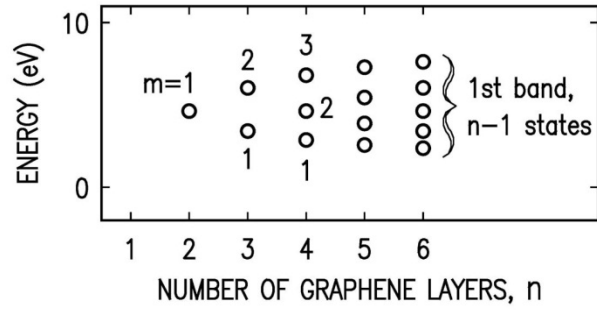 10
ENERGY (eV)
0
m=1
2
1
3
2
1
1st band,
n-1 states
1 2 3 4 5 6
NUMBER OF GRAPHENE LAYERS, n